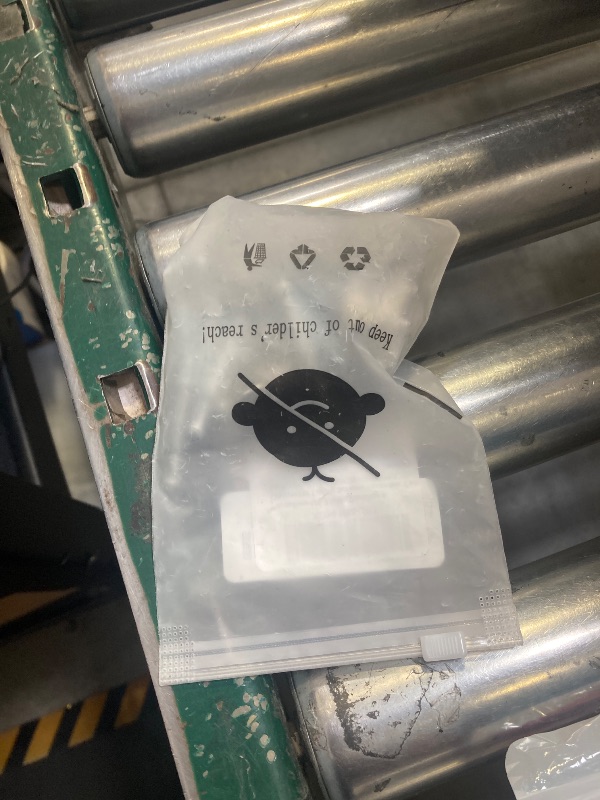 Keep out of childer's reach!